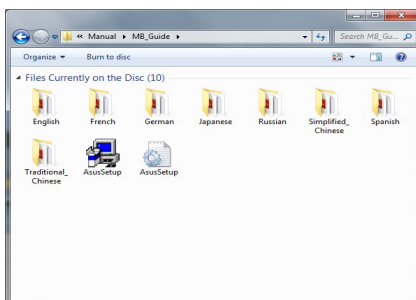 « Manual ▸ MB_Guide ▸
Search MB_Gu...
Organize ▾ Burn to disc
Files Currently on the Disc (10)
English French German Japanese Russian Simplified_ Spanish
Chinese
Traditional_ AsusSetup AsusSetup
Chinese